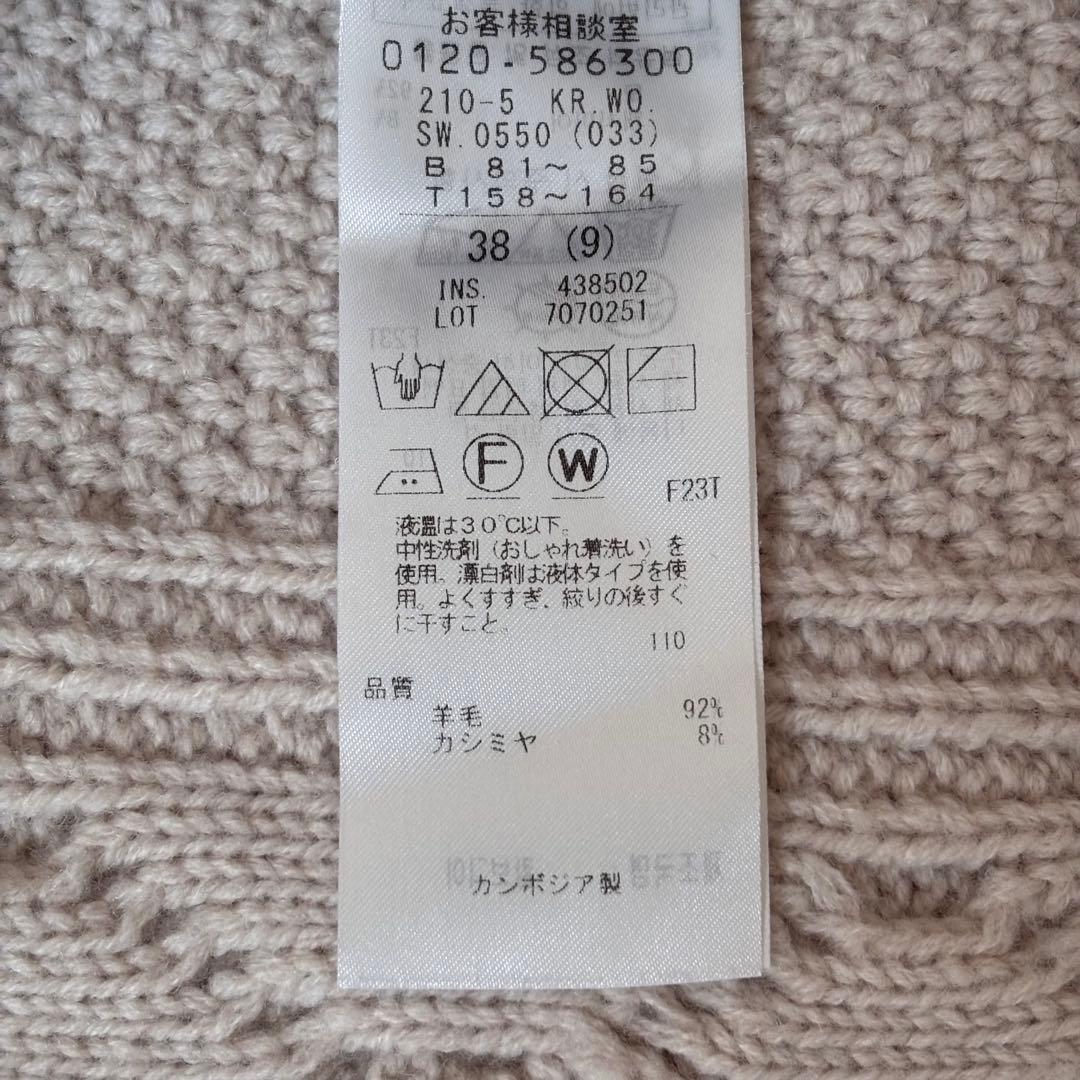 お客様相談室
0120-586300
210-5 KR.WO.
SW.0550 (033)
B 81～ 85
T158～164
38 (9)
INS. 438502
LOT 7070251
F W
F23T
液温は30℃以下。
中性洗剤(おしゃれ着洗い)を
使用。漂白剤は液体タイプを使
用。よくすすぎ、絞りの後すぐ
に干すこと。
110
品質
羊毛 92%
カシミヤ 8%
カンボジア製